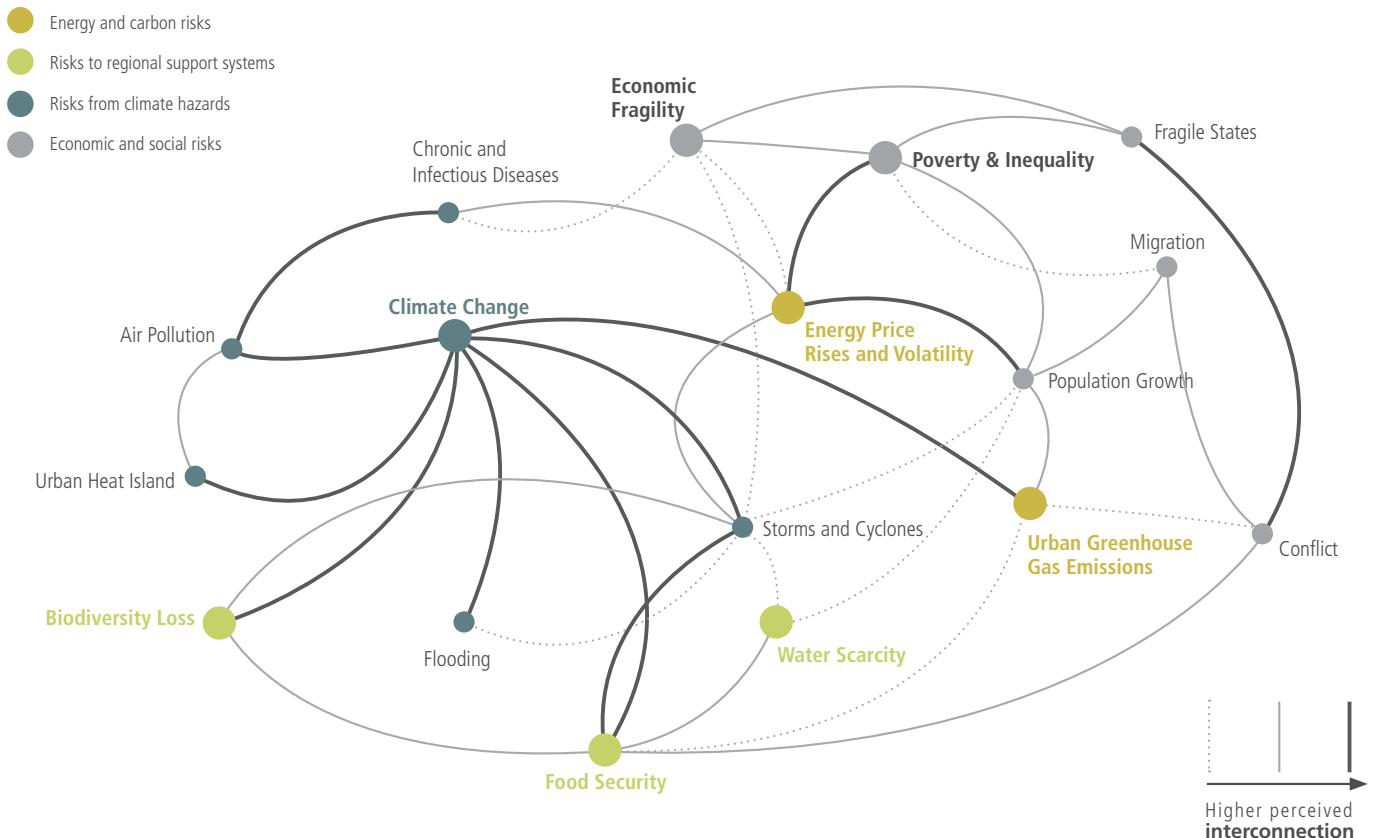 Energy and carbon risks
Risks to regional support systems
Risks from climate hazards
Economic and social risks
Economic
Fragility
Fragile States
Chronic and
Infectious Diseases
Poverty & Inequality
Migration
Climate Change
Air Pollution
Energy Price
Rises and Volatility
Population Growth
Urban Heat Island
Storms and Cyclones
Urban Greenhouse
Gas Emissions
Conflict
Biodiversity Loss
Flooding
Water Scarcity
Food Security
Higher perceived
interconnection